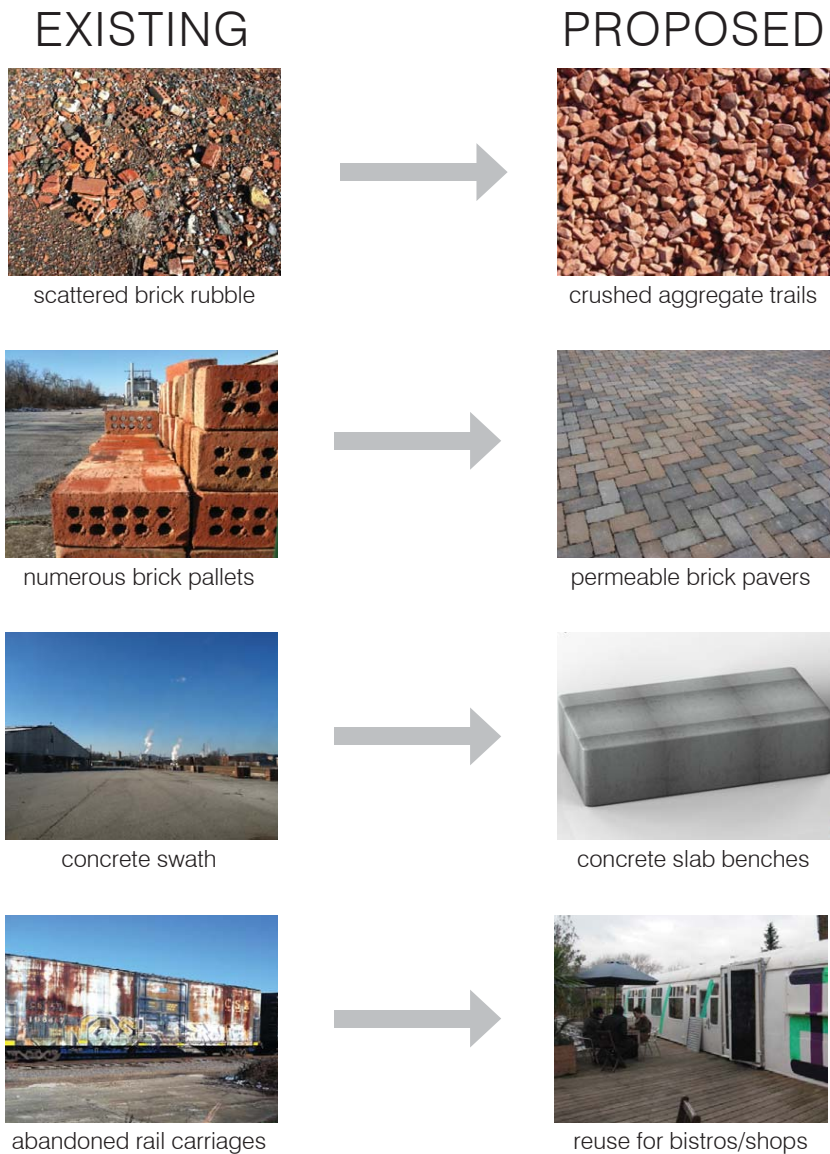 EXISTING PROPOSED
scattered brick rubble crushed aggregate trails
numerous brick pallets permeable brick pavers
concrete swath concrete slab benches
CSX
abandoned rail carriages reuse for bistros/shops